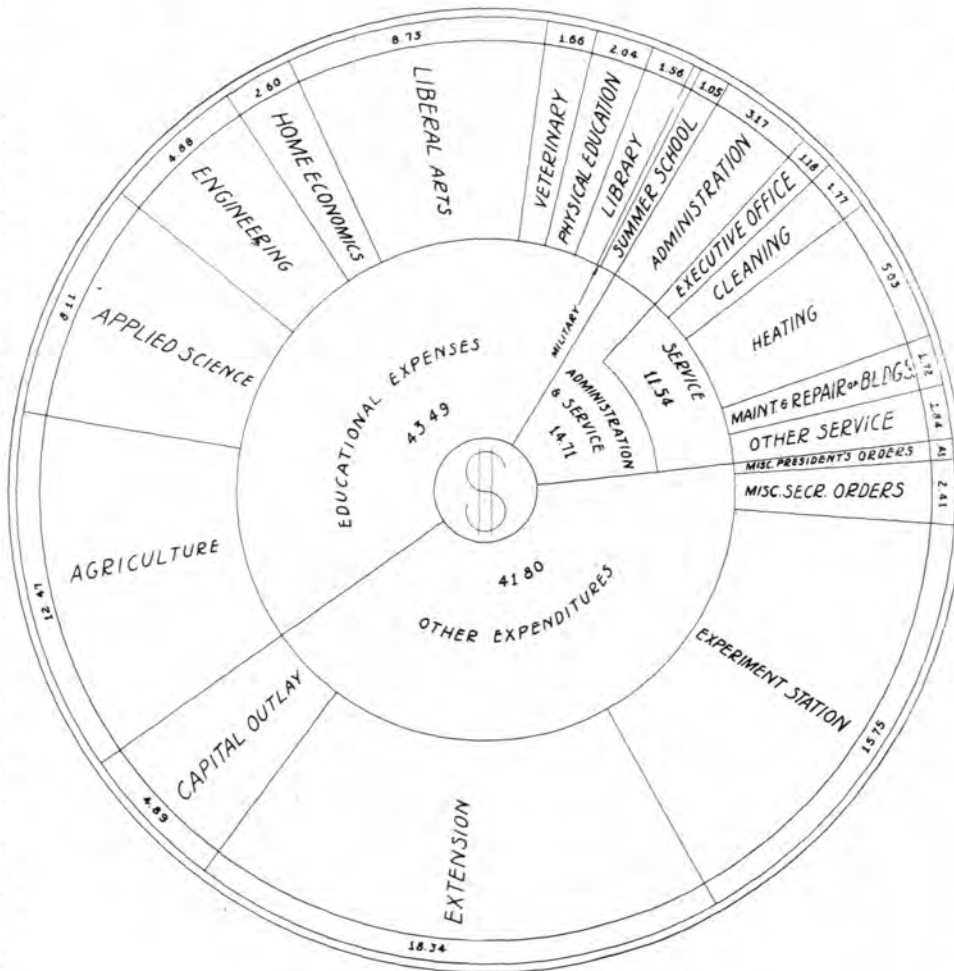 8.73
LIBERAL ARTS
1.66
VETERINARY
2.04
PHYSICAL EDUCATION
1.56
LIBRARY
MILITARY
1.05
SUMMER SCHOOL
3.17
ADMINISTRATION
1.18
EXECUTIVE OFFICE
1.77
CLEANING
5.03
HEATING
1.72
MAINT & REPAIR OF BLDGS
1.84
OTHER SERVICE
.41
MISC. PRESIDENT'S ORDERS
2.41
MISC. SECR. ORDERS
15.75
EXPERIMENT STATION
18.34
EXTENSION
4.89
CAPITAL OUTLAY
12.47
AGRICULTURE
8.11
APPLIED SCIENCE
4.88
ENGINEERING
2.60
HOME ECONOMICS
EDUCATIONAL EXPENSES
43 49
SERVICE
11.54
ADMINISTRATION
& SERVICE
14.71
$
41 80
OTHER EXPENDITURES